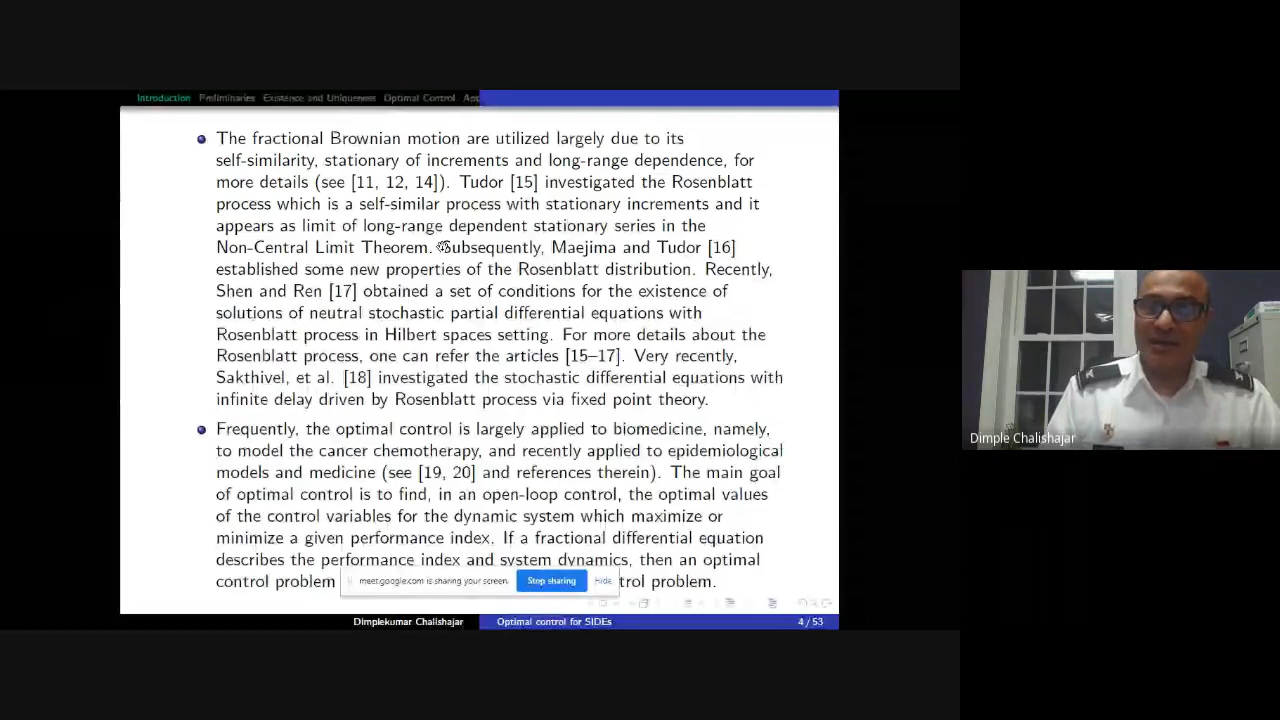 Introduction Preliminaries Existence and Uniqueness Optimal Control App
The fractional Brownian motion are utilized largely due to its
self-similarity, stationary of increments and long-range dependence, for
more details (see [11, 12, 14]). Tudor [15] investigated the Rosenblatt
process which is a self-similar process with stationary increments and it
appears as limit of long-range dependent stationary series in the
Non-Central Limit Theorem. Subsequently, Maejima and Tudor [16]
established some new properties of the Rosenblatt distribution. Recently,
Shen and Ren [17] obtained a set of conditions for the existence of
solutions of neutral stochastic partial differential equations with
Rosenblatt process in Hilbert spaces setting. For more details about the
Rosenblatt process, one can refer the articles [15–17]. Very recently,
Sakthivel, et al. [18] investigated the stochastic differential equations with
infinite delay driven by Rosenblatt process via fixed point theory.
Frequently, the optimal control is largely applied to biomedicine, namely,
to model the cancer chemotherapy, and recently applied to epidemiological
models and medicine (see [19, 20] and references therein). The main goal
of optimal control is to find, in an open-loop control, the optimal values
of the control variables for the dynamic system which maximize or
minimize a given performance index. If a fractional differential equation
describes the performance index and system dynamics, then an optimal
control problem trol problem.
meet.google.com is sharing your screen. Stop sharing Hide
Dimplekumar Chalishajar Optimal control for SIDEs 4 / 53
Dimple Chalishajar